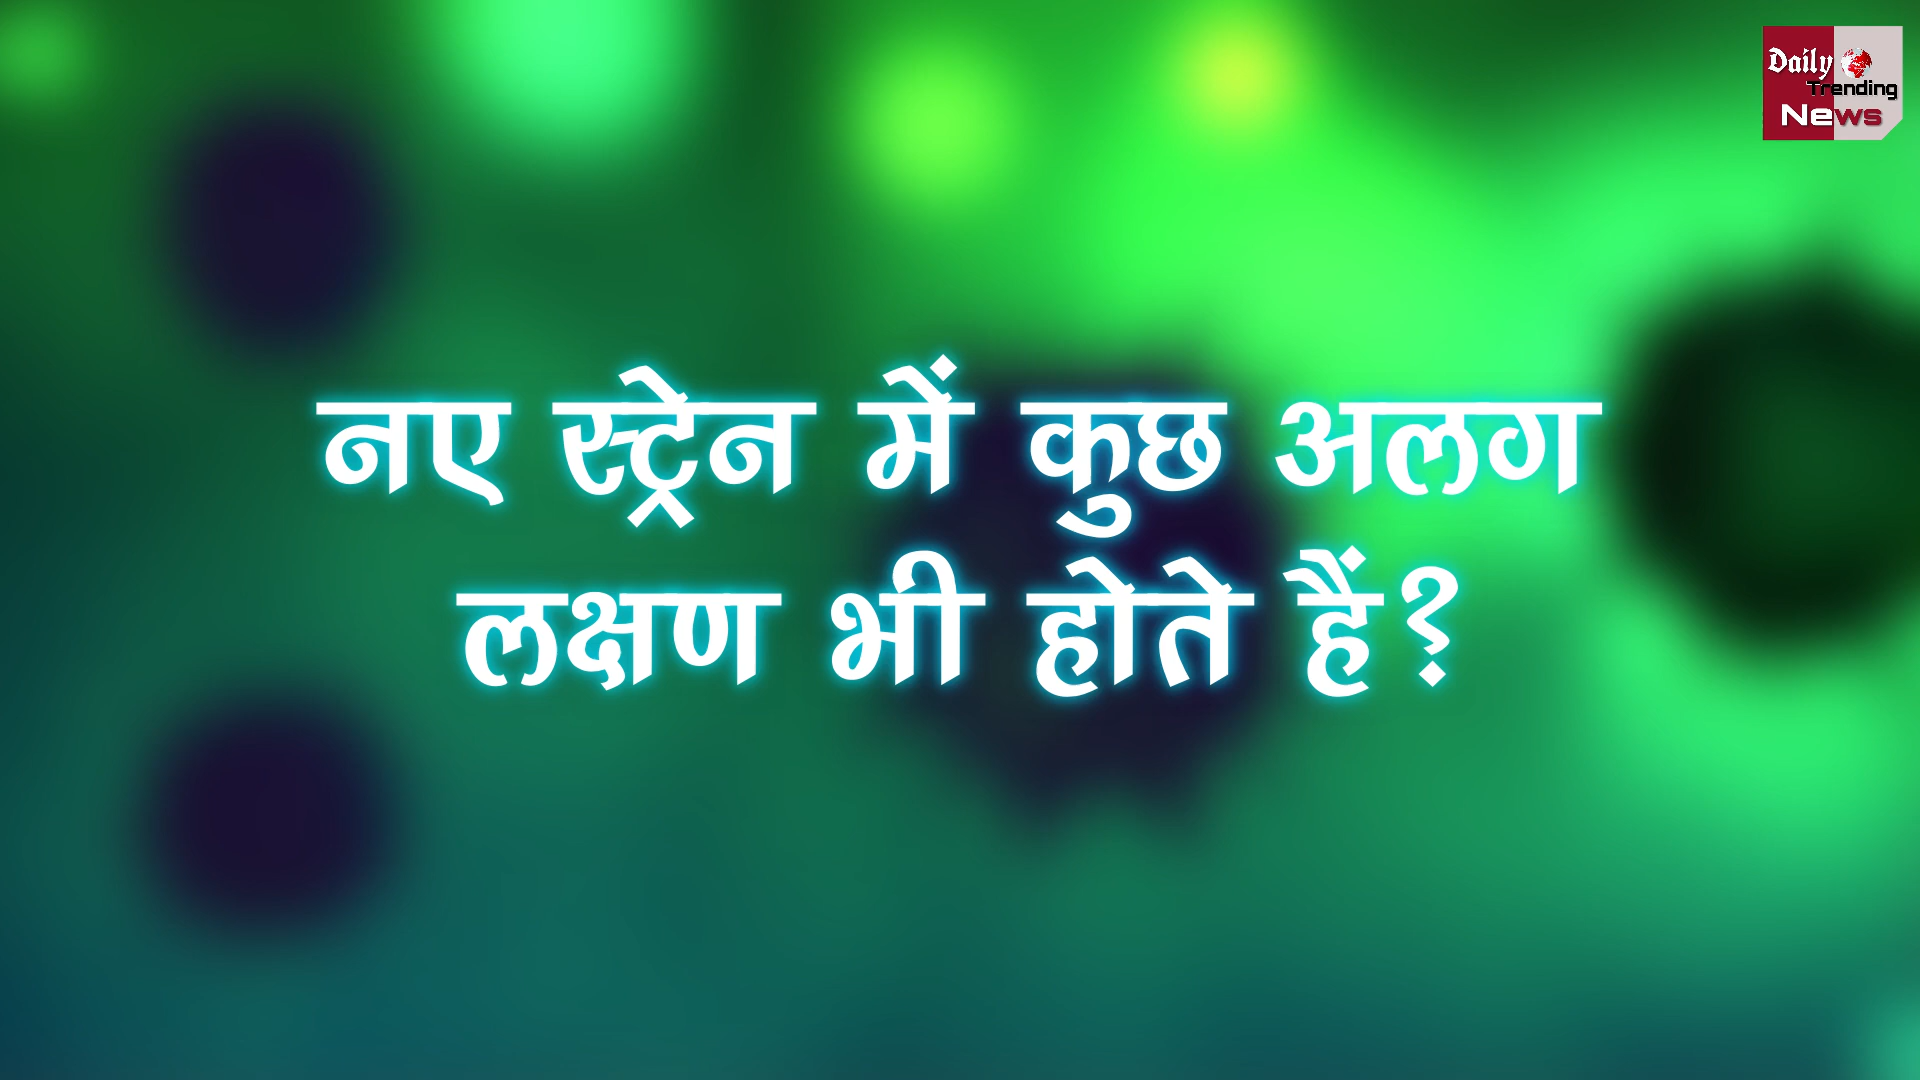 Daily
Trending
News
नए स्ट्रेन में कुछ अलग
लक्षण भी होते हैं?